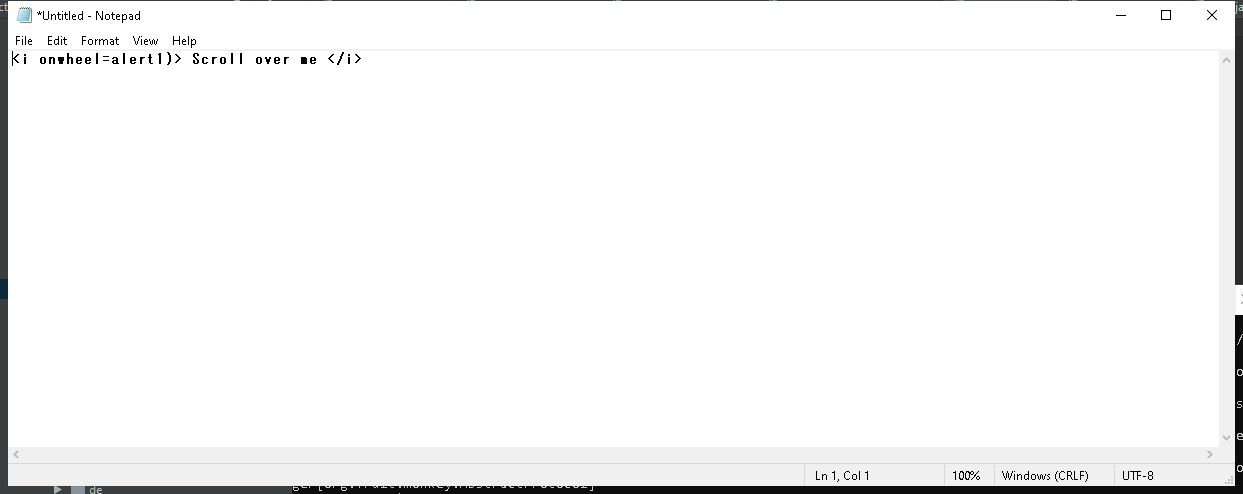 *Untitled - Notepad
File Edit Format View Help
<i onwheel=alert1)> Scroll over me </i>
Ln 1, Col 1 100% Windows (CRLF) UTF-8
de